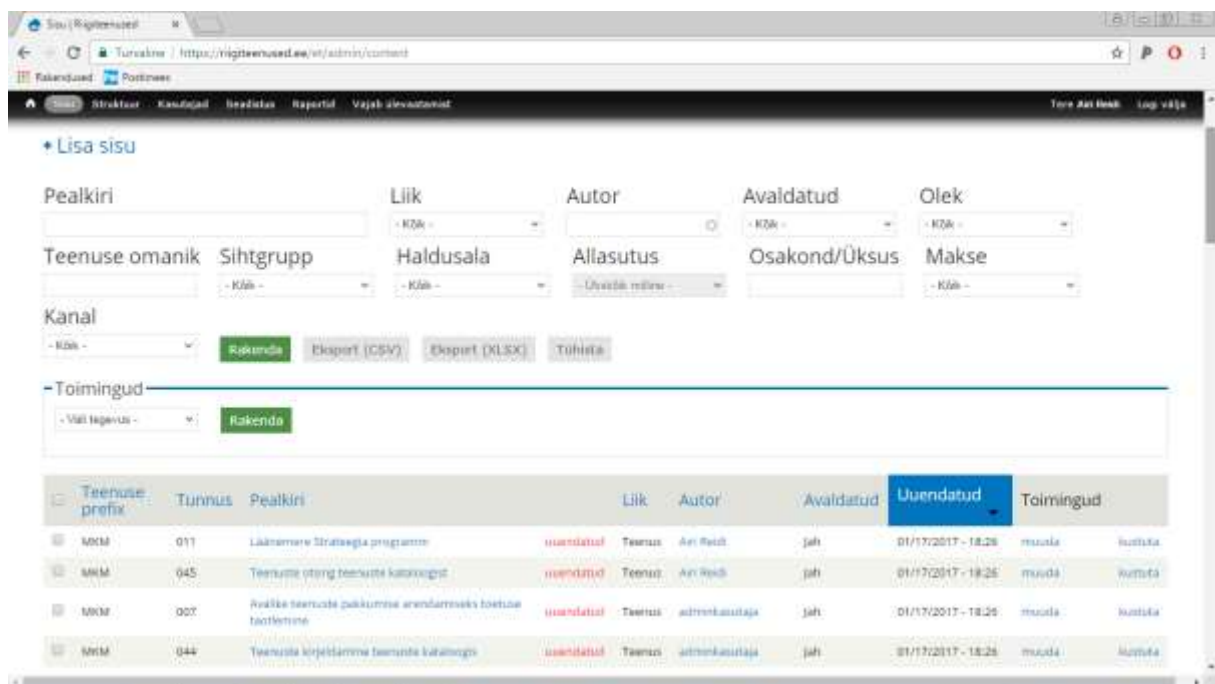 Sisu | Riigiteenused
Turvaline | https://riigiteenused.ee/et/admin/content
Rakendused Postimees
Sisu Struktuur Kasutajad Seadistus Raportid Vajab ülevaatamist Tere Airi Reidi Logi välja
+ Lisa sisu
Pealkiri Liik Autor Avaldatud Olek
- Kõik - - Kõik - - Kõik -
Teenuse omanik Sihtgrupp Haldusala Allasutus Osakond/Üksus Makse
- Kõik - - Kõik - - Ükskõik milline - - Kõik -
Kanal
- Kõik - Rakenda Eksport (CSV) Eksport (XLSX) Tühista
Toimingud
- Vali tegevus - Rakenda
Teenuse prefix Tunnus Pealkiri Liik Autor Avaldatud Uuendatud Toimingud
MKM 011 Läänemere Strateegia programm uuendatud Teenus Airi Reidi Jah 01/17/2017 - 18:26 muuda kustuta
MKM 045 Teenuste otsing teenuste kataloogist uuendatud Teenus Airi Reidi Jah 01/17/2017 - 18:26 muuda kustuta
MKM 007 Avalike teenuste pakkumise arendamiseks toetuse uuendatud Teenus adminkasutaja Jah 01/17/2017 - 18:26 muuda kustuta
taotlemine
MKM 044 Teenuste kirjeldamine teenuste kataloogis uuendatud Teenus adminkasutaja Jah 01/17/2017 - 18:26 muuda kustuta